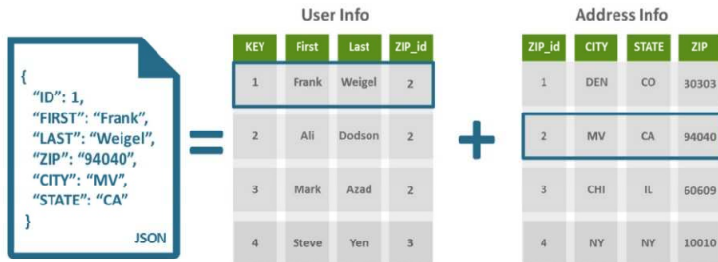 User Info
Address Info
{
"ID": 1,
"FIRST": "Frank",
"LAST": "Weigel",
"ZIP": "94040",
"CITY": "MV",
"STATE": "CA"
}
JSON
=
KEY First Last ZIP_id
1 Frank Weigel 2
2 Ali Dodson 2
3 Mark Azad 2
4 Steve Yen 3
+
ZIP_id CITY STATE ZIP
1 DEN CO 30303
2 MV CA 94040
3 CHI IL 60609
4 NY NY 10010